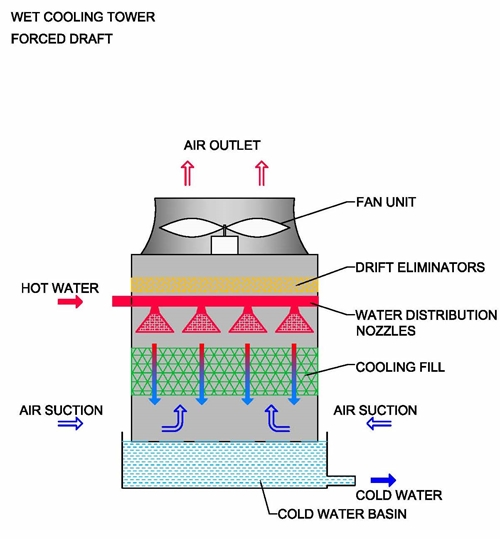 WET COOLING TOWER
FORCED DRAFT
AIR OUTLET
FAN UNIT
DRIFT ELIMINATORS
HOT WATER
WATER DISTRIBUTION
NOZZLES
COOLING FILL
AIR SUCTION
AIR SUCTION
COLD WATER
COLD WATER BASIN